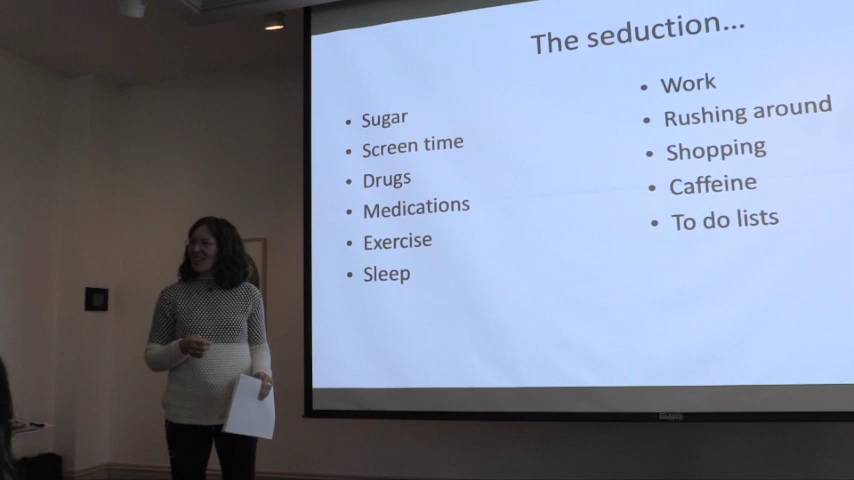 The seduction...
• Sugar
• Screen time
• Drugs
• Medications
• Exercise
• Sleep
• Work
• Rushing around
• Shopping
• Caffeine
• To do lists